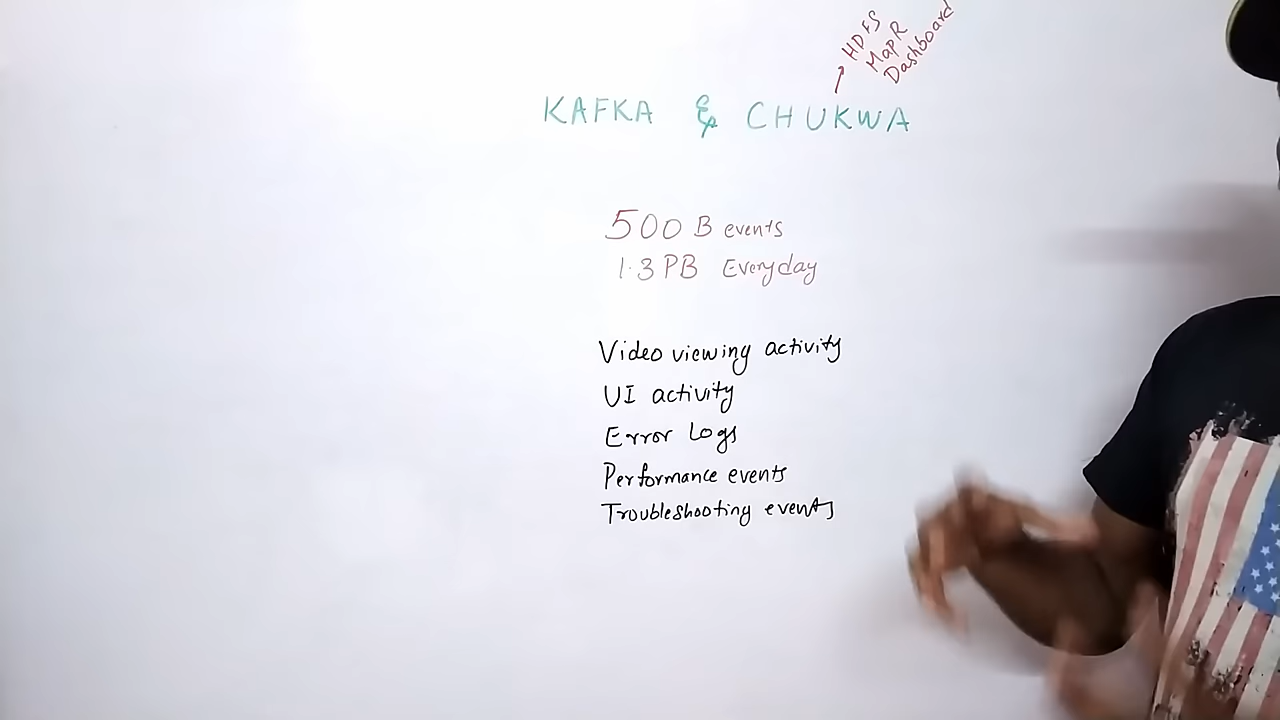 HDFS
MapR
Dashboard
KAFKA & CHUKWA
500 B events
1.3 PB Everyday
Video viewing activity
UI activity
Error Logs
Performance events
Troubleshooting events